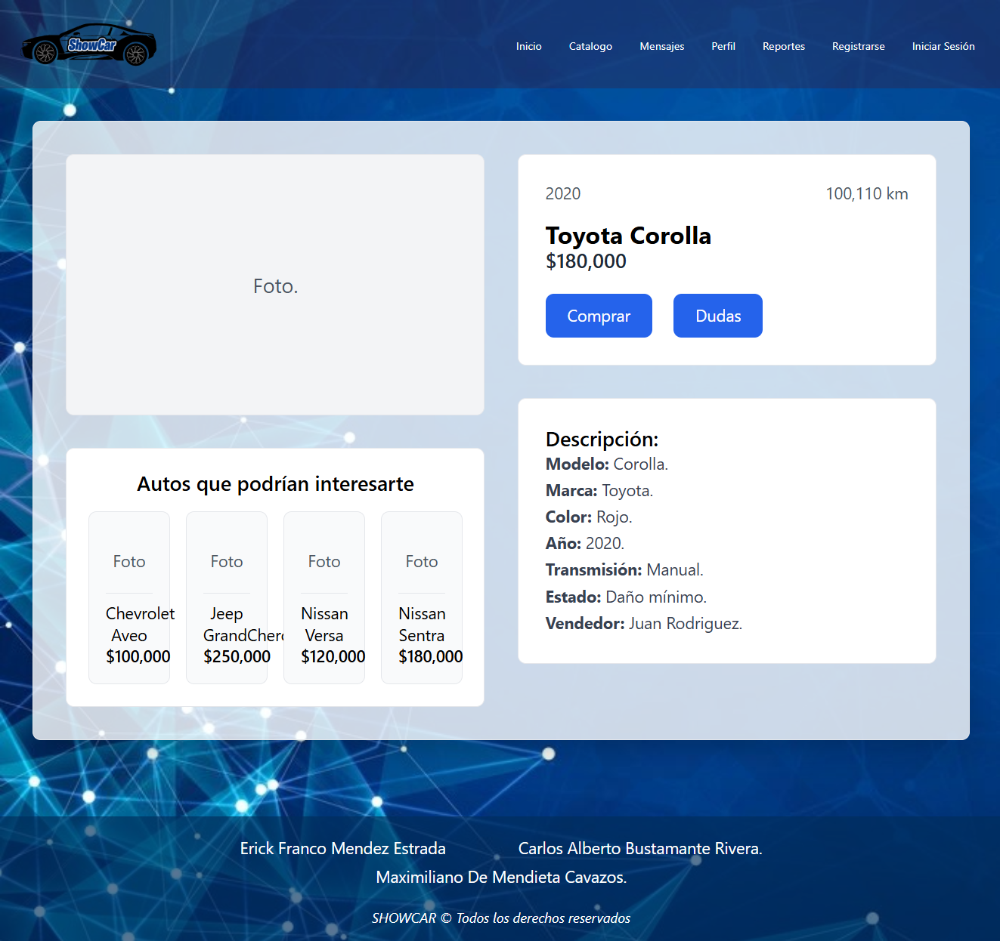 ShowCar
Inicio
Catalogo
Mensajes
Perfil
Reportes
Registrarse
Iniciar Sesión
Foto.
2020
100,110 km
Toyota Corolla
$180,000
Comprar
Dudas
Autos que podrían interesarte
Foto
Chevrolet
Aveo
$100,000
Foto
Jeep
$250,000
Foto
Nissan
Versa
$120,000
Foto
Nissan
Sentra
$180,000
Descripción:
Modelo: Corolla.
Marca: Toyota.
Color: Rojo.
Año: 2020.
Transmisión: Manual.
Estado: Daño mínimo.
Vendedor: Juan Rodriguez.
Erick Franco Mendez Estrada
Carlos Alberto Bustamante Rivera.
Maximiliano De Mendieta Cavazos.
SHOWCAR © Todos los derechos reservados